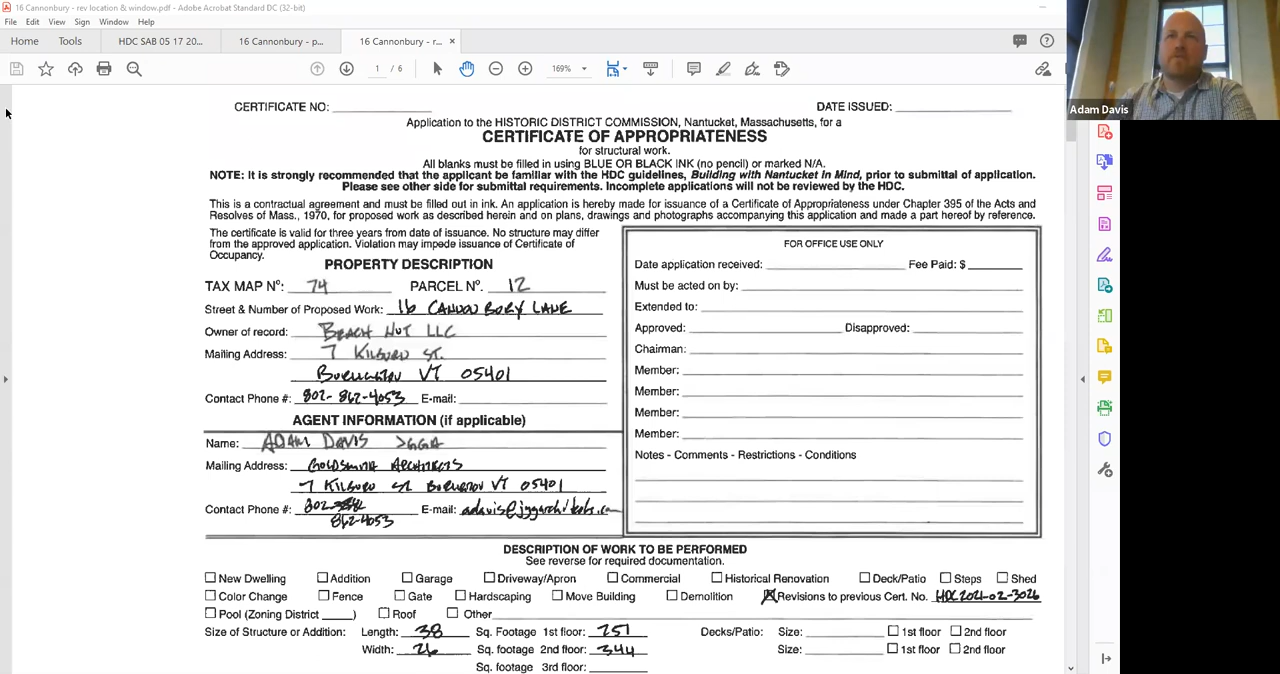 16 Cannonbury - rev location & window.pdf - Adobe Acrobat Standard DC (32-bit)
File Edit View Sign Window Help
Home Tools HDC SAB 05 17 20... 16 Cannonbury - p... 16 Cannonbury - r... ×
1 / 6 169%
Adam Davis
CERTIFICATE NO: DATE ISSUED:
Application to the HISTORIC DISTRICT COMMISSION, Nantucket, Massachusetts, for a
CERTIFICATE OF APPROPRIATENESS
for structural work.
All blanks must be filled in using BLUE OR BLACK INK (no pencil) or marked N/A.
NOTE: It is strongly recommended that the applicant be familiar with the HDC guidelines, Building with Nantucket in Mind, prior to submittal of application.
Please see other side for submittal requirements. Incomplete applications will not be reviewed by the HDC.
This is a contractual agreement and must be filled out in ink. An application is hereby made for issuance of a Certificate of Appropriateness under Chapter 395 of the Acts and
Resolves of Mass., 1970, for proposed work as described herein and on plans, drawings and photographs accompanying this application and made a part hereof by reference.
The certificate is valid for three years from date of issuance. No structure may differ
from the approved application. Violation may impede issuance of Certificate of
Occupancy.
PROPERTY DESCRIPTION
TAX MAP No: 74 PARCEL No. 12
Street & Number of Proposed Work: 16 CANNONBURY LANE
Owner of record: BEACH HUT LLC
Mailing Address: 7 KILBURN ST.
BURLINGTON VT 05401
Contact Phone #: 802-862-4053 E-mail:
AGENT INFORMATION (if applicable)
Name: ADAM DAVIS JGGA
Mailing Address: GOLDSMITH ARCHITECTS
7 KILBURN ST BURLINGTON VT 05401
Contact Phone #: 802 E-mail: adavis@jggarchitects.co
862-4053
FOR OFFICE USE ONLY
Date application received: Fee Paid: $
Must be acted on by:
Extended to:
Approved: Disapproved:
Chairman:
Member:
Member:
Member:
Member:
Notes - Comments - Restrictions - Conditions
DESCRIPTION OF WORK TO BE PERFORMED
See reverse for required documentation.
New Dwelling Addition Garage Driveway/Apron Commercial Historical Renovation Deck/Patio Steps Shed
Color Change Fence Gate Hardscaping Move Building Demolition Revisions to previous Cert. No. HDC2021-02-3026
Pool (Zoning District ) Roof Other
Size of Structure or Addition: Length: 38 Sq. Footage 1st floor: 751 Decks/Patio: Size: 1st floor 2nd floor
Width: 26 Sq. footage 2nd floor: 344 Size: 1st floor 2nd floor
Sq. footage 3rd floor: